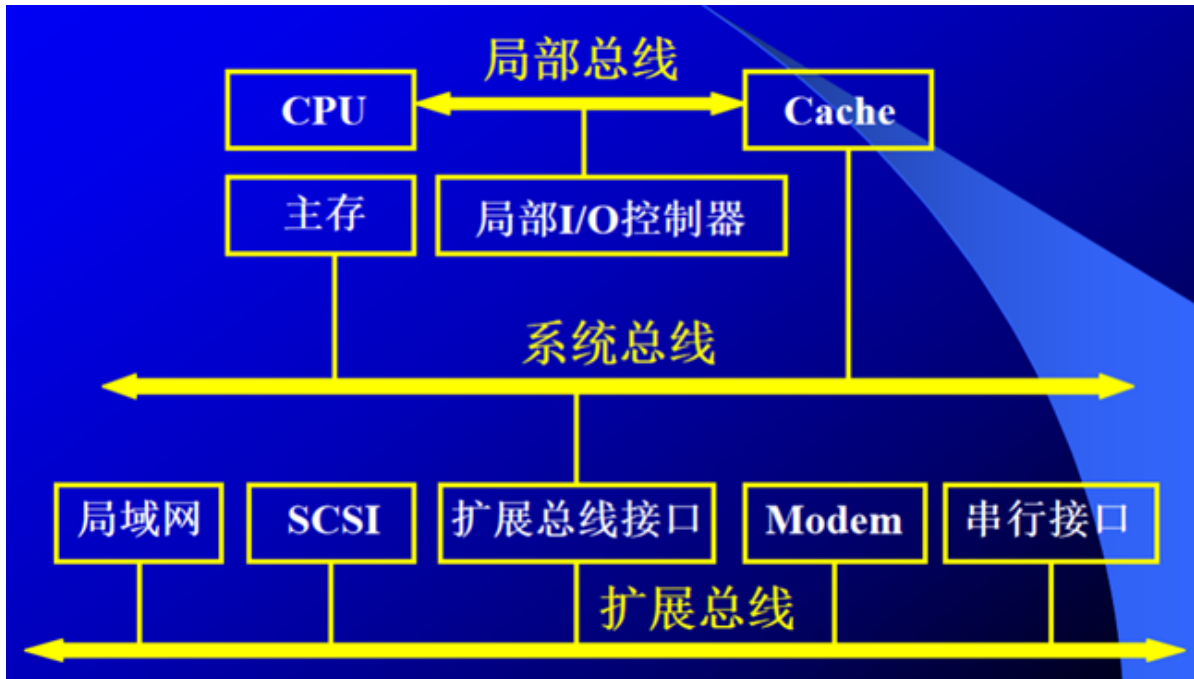 局部总线
CPU
Cache
主存
局部I/O控制器
系统总线
局域网
SCSI
扩展总线接口
Modem
串行接口
扩展总线